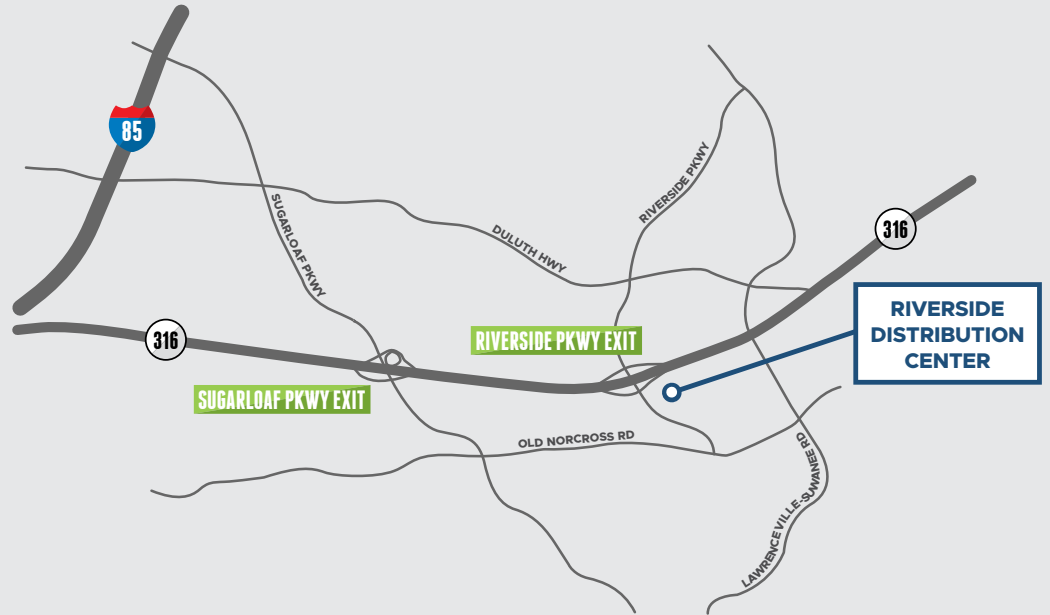 85
RIVERSIDE PKWY
SUGARLOAF PKWY
316
DULUTH HWY
RIVERSIDE
DISTRIBUTION
CENTER
316
RIVERSIDE PKWY EXIT
SUGARLOAF PKWY EXIT
OLD NORCROSS RD
LAWRENCEVILLE-SUWANEE RD